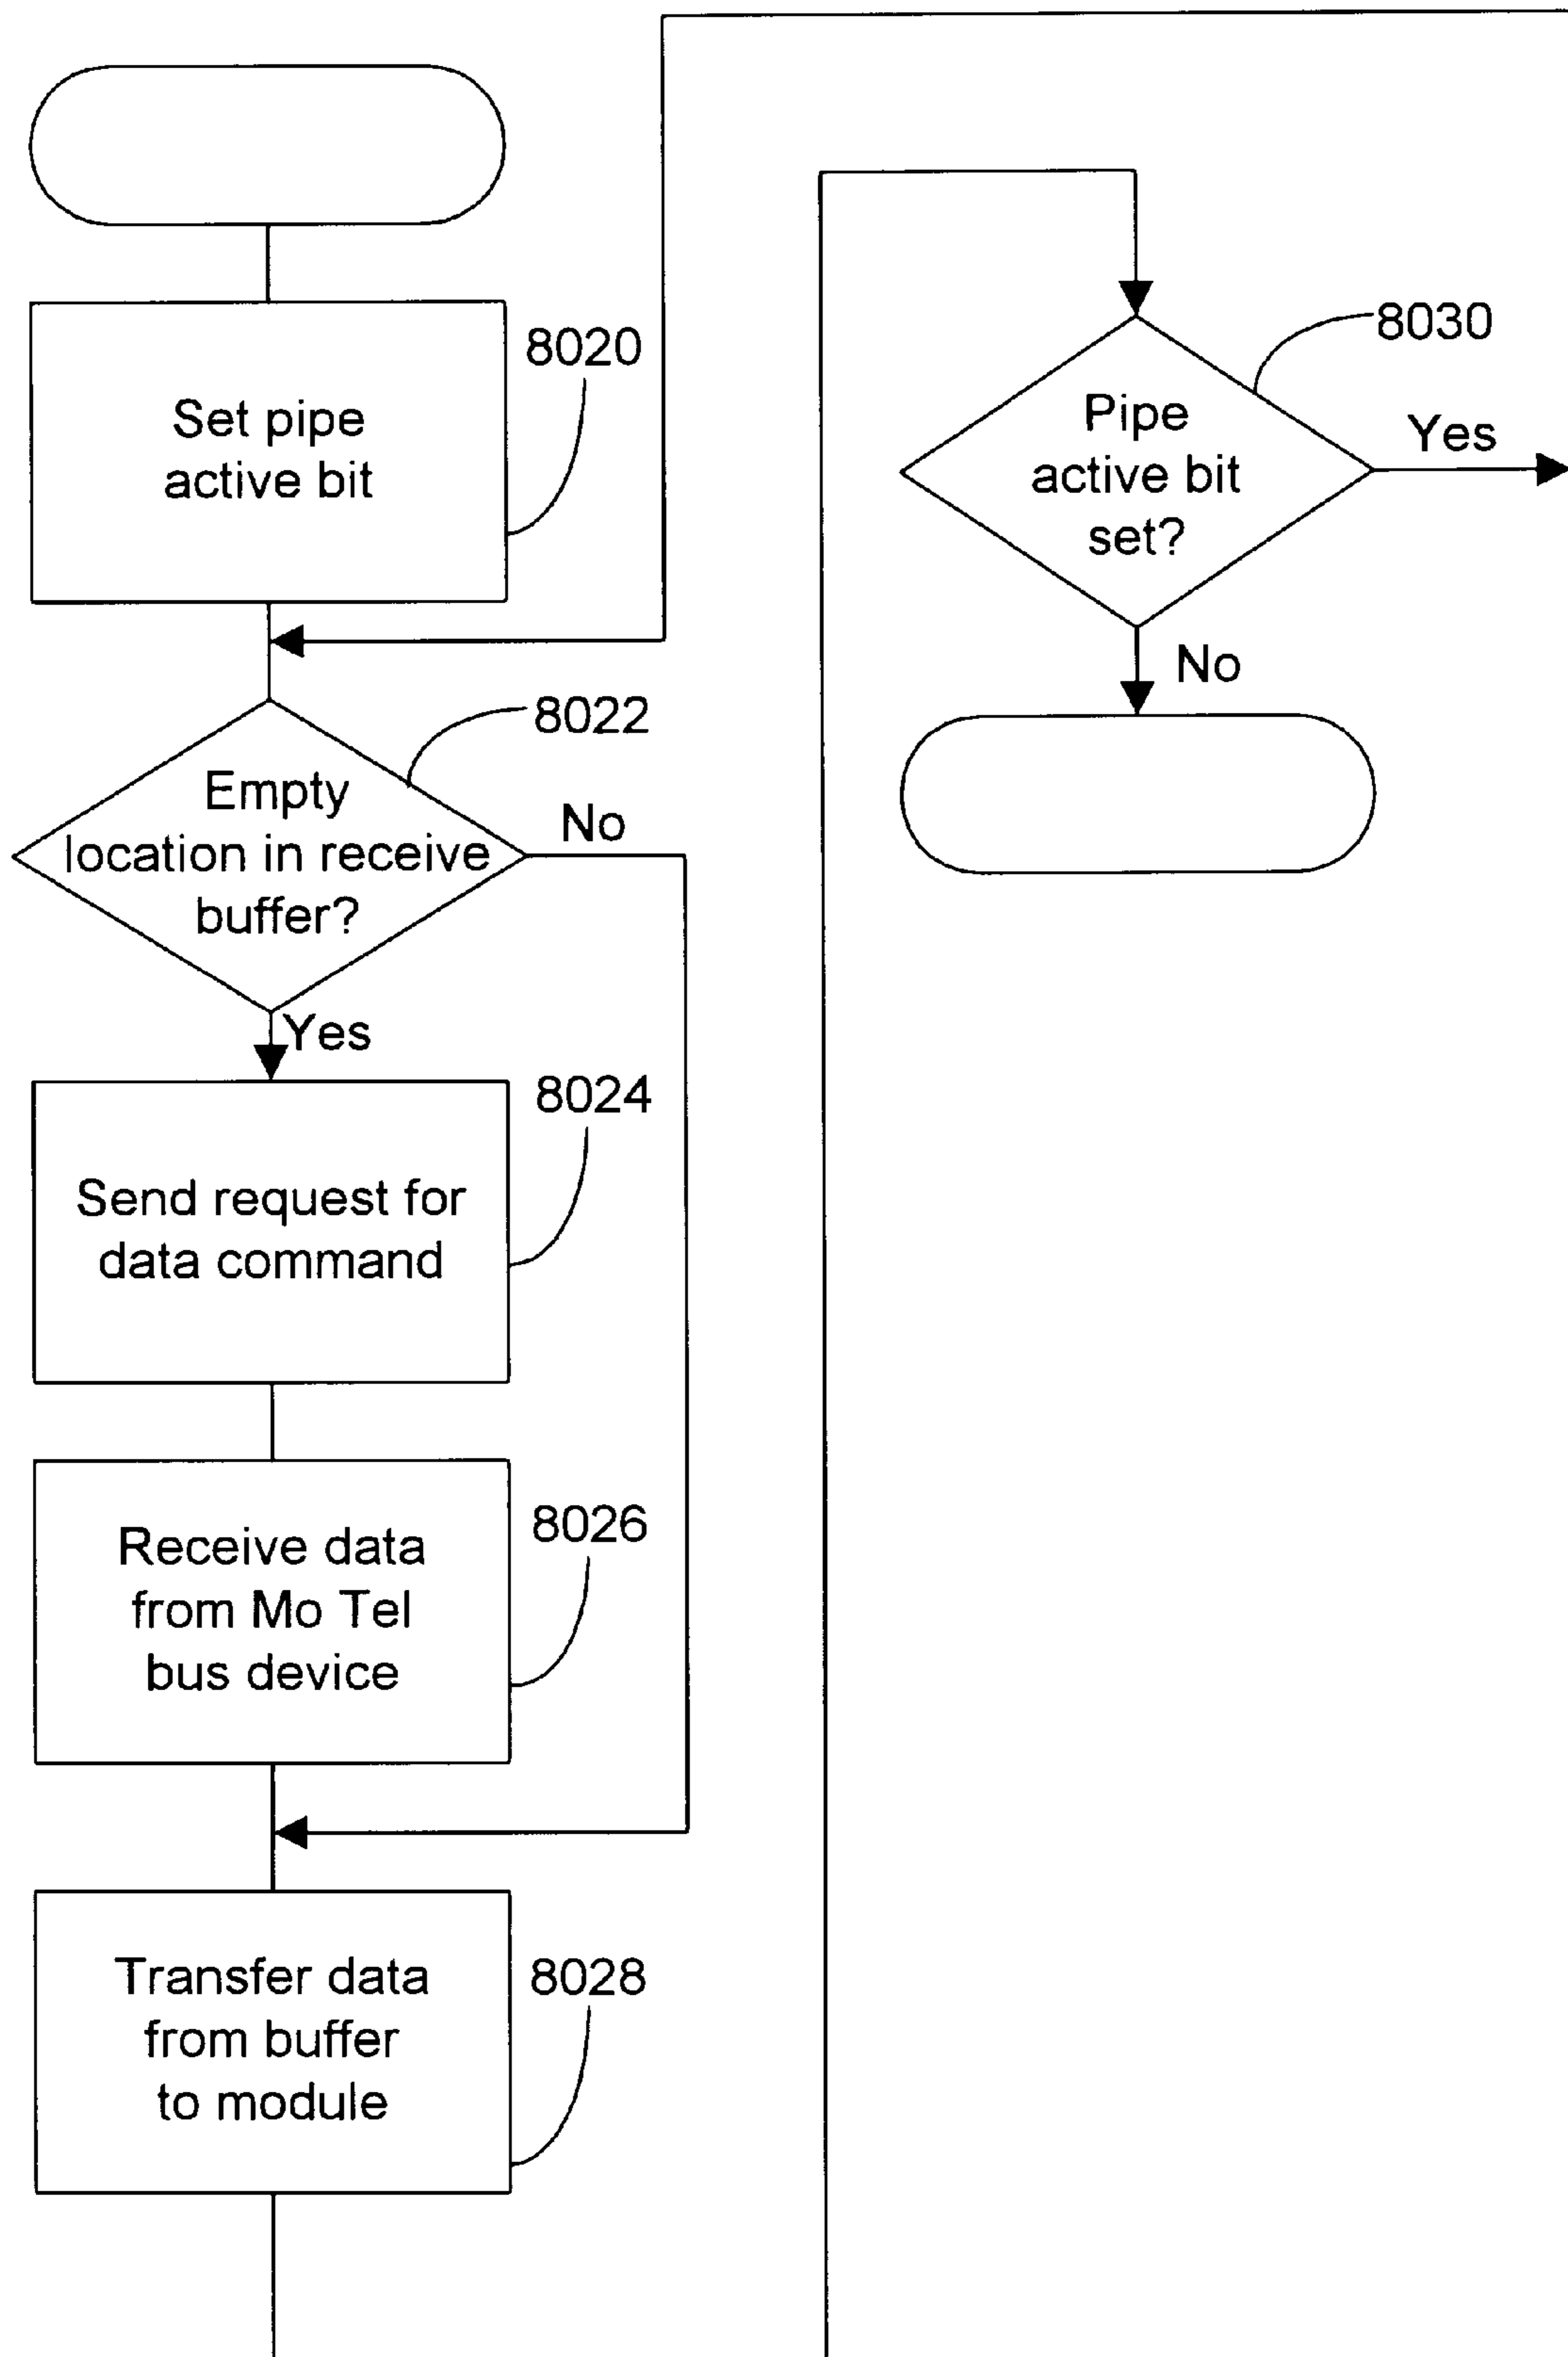 8020
Set pipe
active bit
8022
Empty
location in receive
buffer?
No
Yes
8024
Send request for
data command
8026
Receive data
from Mo Tel
bus device
8028
Transfer data
from buffer
to module
8030
Pipe
active bit
set?
Yes
No